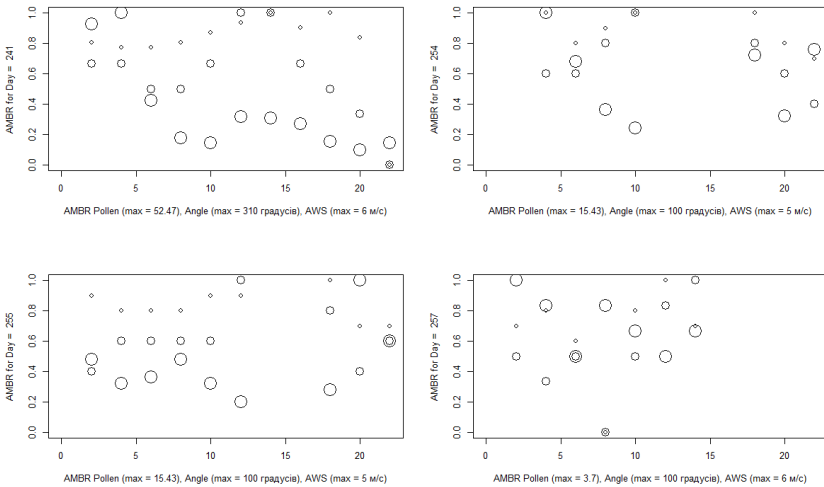 AMBR for Day =  241
0.0 0.2 0.4 0.6 0.8 1.0
0 5 10 15 20
AMBR Pollen (max = 52.47), Angle (max = 310 градусів), AWS (max = 6 м/с)
AMBR for Day =  254
0.0 0.2 0.4 0.6 0.8 1.0
0 5 10 15 20
AMBR Pollen (max = 15.43), Angle (max = 100 градусів), AWS (max = 5 м/с)
AMBR for Day =  255
0.0 0.2 0.4 0.6 0.8 1.0
0 5 10 15 20
AMBR Pollen (max = 15.43), Angle (max = 100 градусів), AWS (max = 5 м/с)
AMBR for Day =  257
0.0 0.2 0.4 0.6 0.8 1.0
0 5 10 15 20
AMBR Pollen (max = 3.7), Angle (max = 100 градусів), AWS (max = 6 м/с)